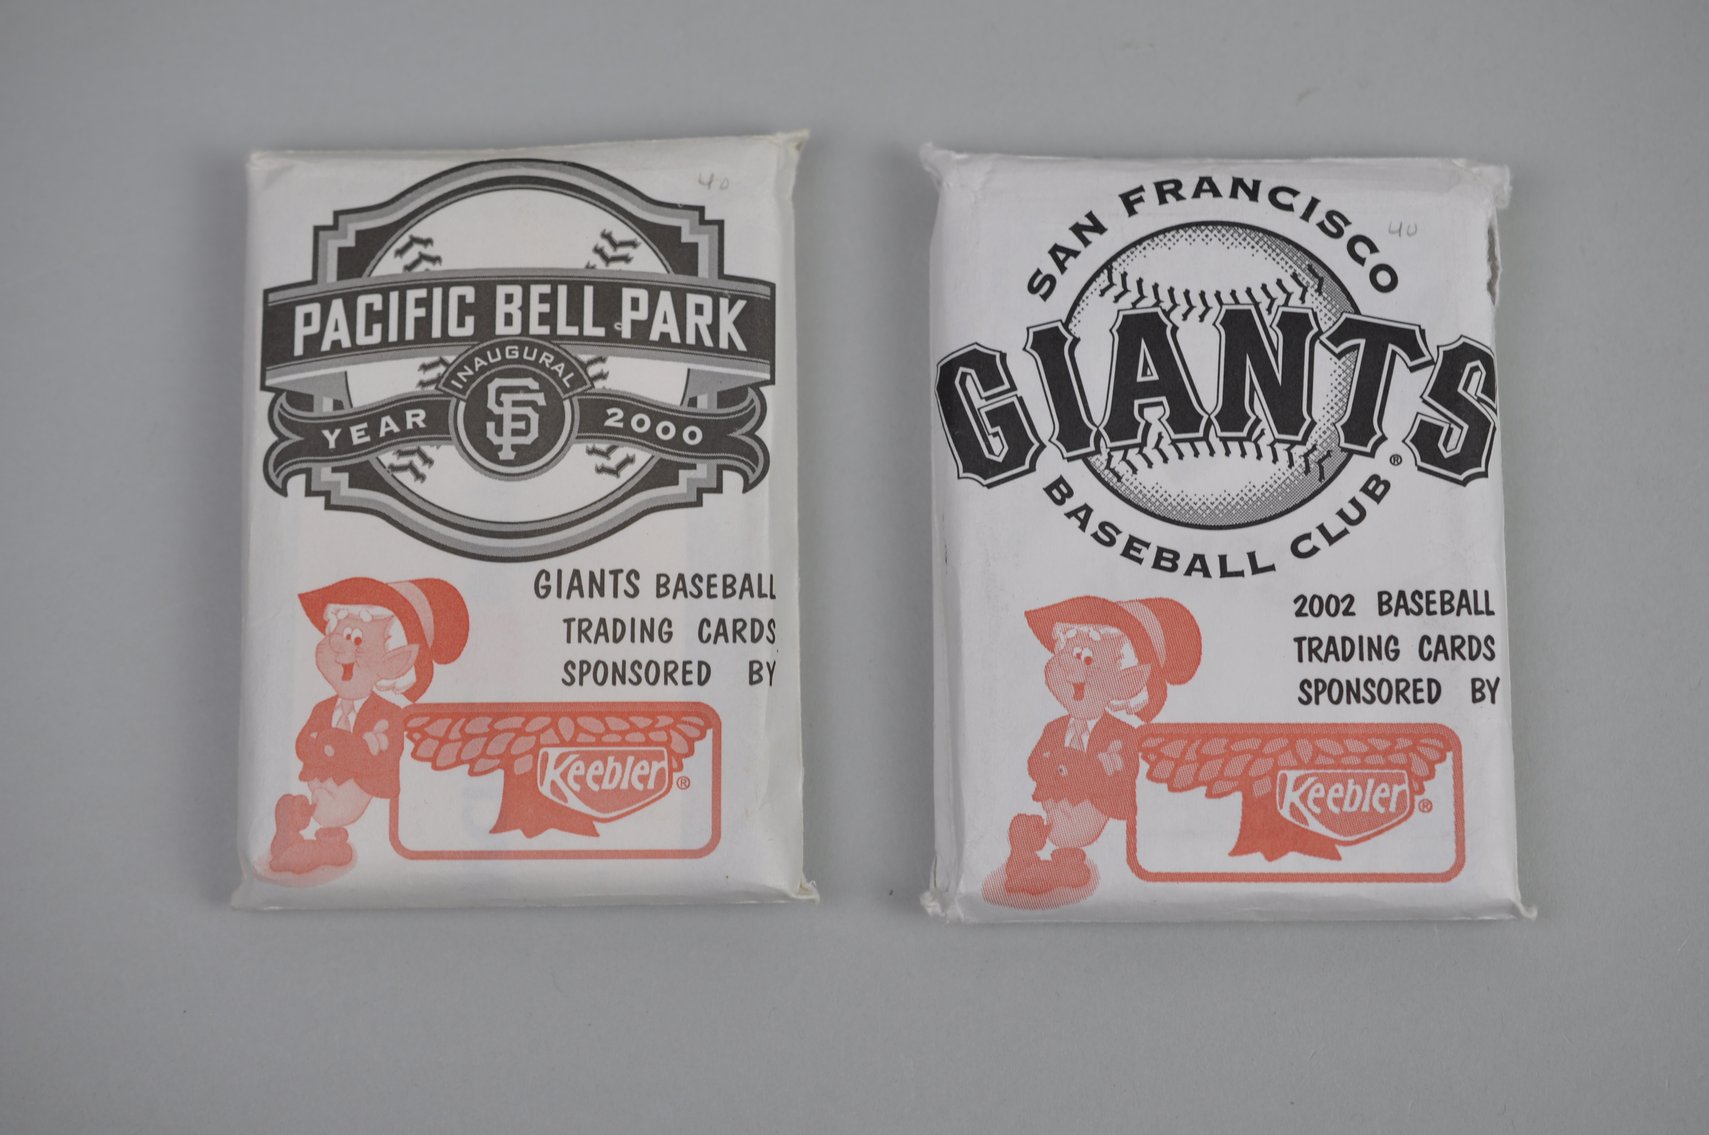 40
PACIFIC BELL PARK
INAUGURAL
SF
YEAR 2000
GIANTS BASEBALL
TRADING CARDS
SPONSORED BY
Keebler®
40
SAN FRANCISCO
GIANTS®
BASEBALL CLUB
2002 BASEBALL
TRADING CARDS
SPONSORED BY
Keebler®